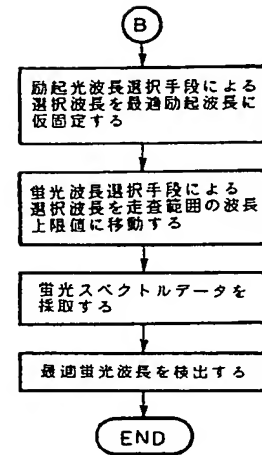 B
励起光波長選択手段による
選択波長を最適励起波長に
仮固定する
蛍光波長選択手段による
選択波長を走査範囲の波長
上限値に移動する
蛍光スペクトルデータを
採取する
最適蛍光波長を検出する
END